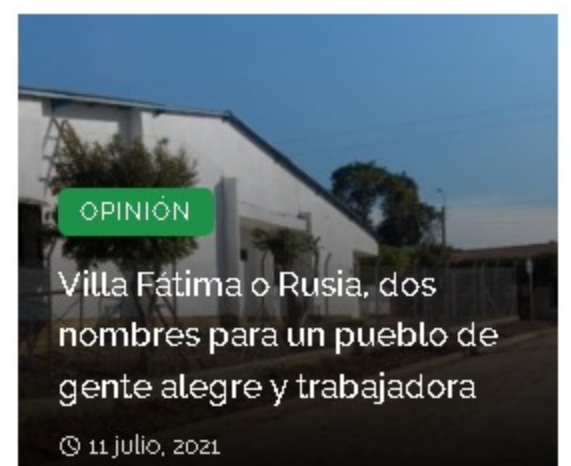 OPINIÓN
Villa Fátima o Rusia, dos
nombres para un pueblo de
gente alegre y trabajadora
11 julio, 2021